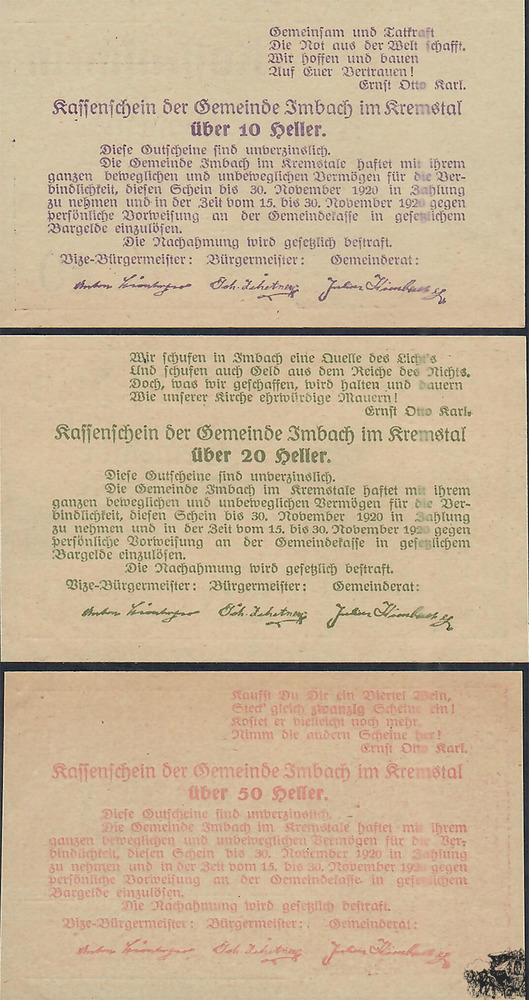 Gemeinsam und Tatkraft
Die Not aus der Welt schafft.
Wir hoffen und bauen
Auf Euer Vertrauen!
Ernst Otto Karl.
Kassenschein der Gemeinde Imbach im Kremstal
über 10 Heller.
Diese Gutscheine sind unverzinslich.
Die Gemeinde Imbach im Kremstale haftet mit ihrem
ganzen beweglichen und unbeweglichen Vermögen für die Ver-
bindlichkeit, diesen Schein bis 30. November 1920 in Zahlung
zu nehmen und in der Zeit vom 15. bis 30. November 1920 gegen
persönliche Vorweisung an der Gemeindekasse in gesetzlichem
Bargelde einzulösen.
Die Nachahmung wird gesetzlich bestraft.
Vize-Bürgermeister: Bürgermeister: Gemeinderat:
Wir schufen in Imbach eine Quelle des Lichts
Und schufen auch Geld aus dem Reiche des Nichts.
Doch, was wir geschaffen, wird halten und dauern
Wie unserer Kirche ehrwürdige Mauern!
Ernst Otto Karl.
Kassenschein der Gemeinde Imbach im Kremstal
über 20 Heller.
Diese Gutscheine sind unverzinslich.
Die Gemeinde Imbach im Kremstale haftet mit ihrem
ganzen beweglichen und unbeweglichen Vermögen für die Ver-
bindlichkeit, diesen Schein bis 30. November 1920 in Zahlung
zu nehmen und in der Zeit vom 15. bis 30. November 1920 gegen
persönliche Vorweisung an der Gemeindekasse in gesetzlichem
Bargelde einzulösen.
Die Nachahmung wird gesetzlich bestraft.
Vize-Bürgermeister: Bürgermeister: Gemeinderat:
Kaufst Du Dir ein Viertel Wein,
Steck' gleich zwanzig Scheine ein!
Kostet er vielleicht noch mehr,
Nimm die andern Scheine her!
Ernst Otto Karl.
Kassenschein der Gemeinde Imbach im Kremstal
über 50 Heller.
Diese Gutscheine sind unverzinslich.
Die Gemeinde Imbach im Kremstale haftet mit ihrem
ganzen beweglichen und unbeweglichen Vermögen für die Ver-
bindlichkeit, diesen Schein bis 30. November 1920 in Zahlung
zu nehmen und in der Zeit vom 15. bis 30. November 1920 gegen
persönliche Vorweisung an der Gemeindekasse in gesetzlichem
Bargelde einzulösen.
Die Nachahmung wird gesetzlich bestraft.
Vize-Bürgermeister: Bürgermeister: Gemeinderat: